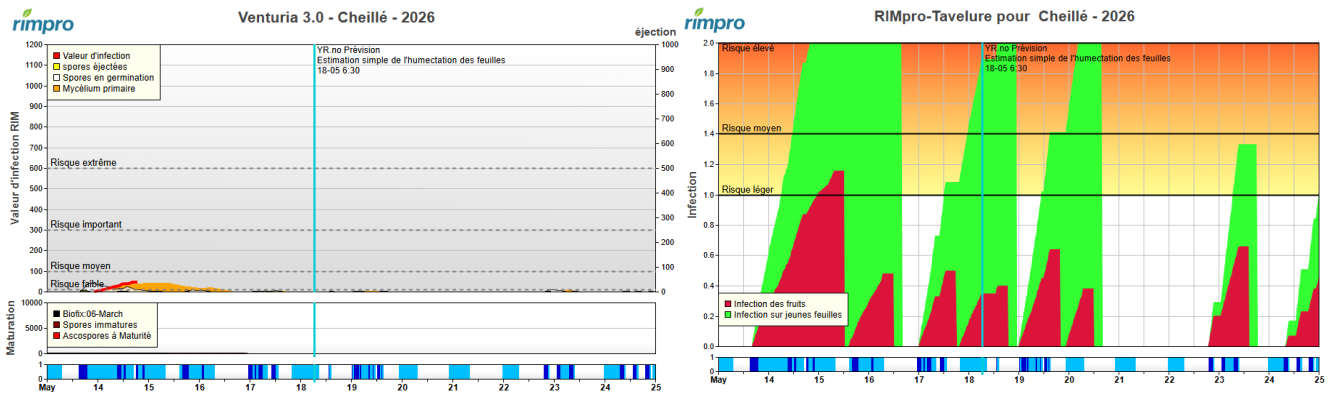 rimpro
Venturia 3.0 - Cheillé - 2026
éjection
1200
1100
1000
900
800
700
600
500
400
300
200
100
0
Valeur d'infection RIM
Valeur d'infection
spores éjectées
Spores en germination
Mycélium primaire
YR.no Prévision
Estimation simple de l'humectation des feuilles
18-05 6:30
Risque extrême
Risque important
Risque moyen
Risque faible
1000
900
800
700
600
500
400
300
200
100
0
Maturation
10000
5000
0
Biofix:06-March
Spores immatures
Ascospores à Maturité
1
0
May 14 15 16 17 18 19 20 21 22 23 24 25
rimpro
RIMpro-Tavelure pour Cheillé - 2026
2.0
1.8
1.6
1.4
1.2
1.0
0.8
0.6
0.4
0.2
0.0
Infection
Risque élevé
YR.no Prévision
Estimation simple de l'humectation des feuilles
18-05 6:30
Risque moyen
Risque léger
Infection des fruits
Infection sur jeunes feuilles
1
0
May 14 15 16 17 18 19 20 21 22 23 24 25